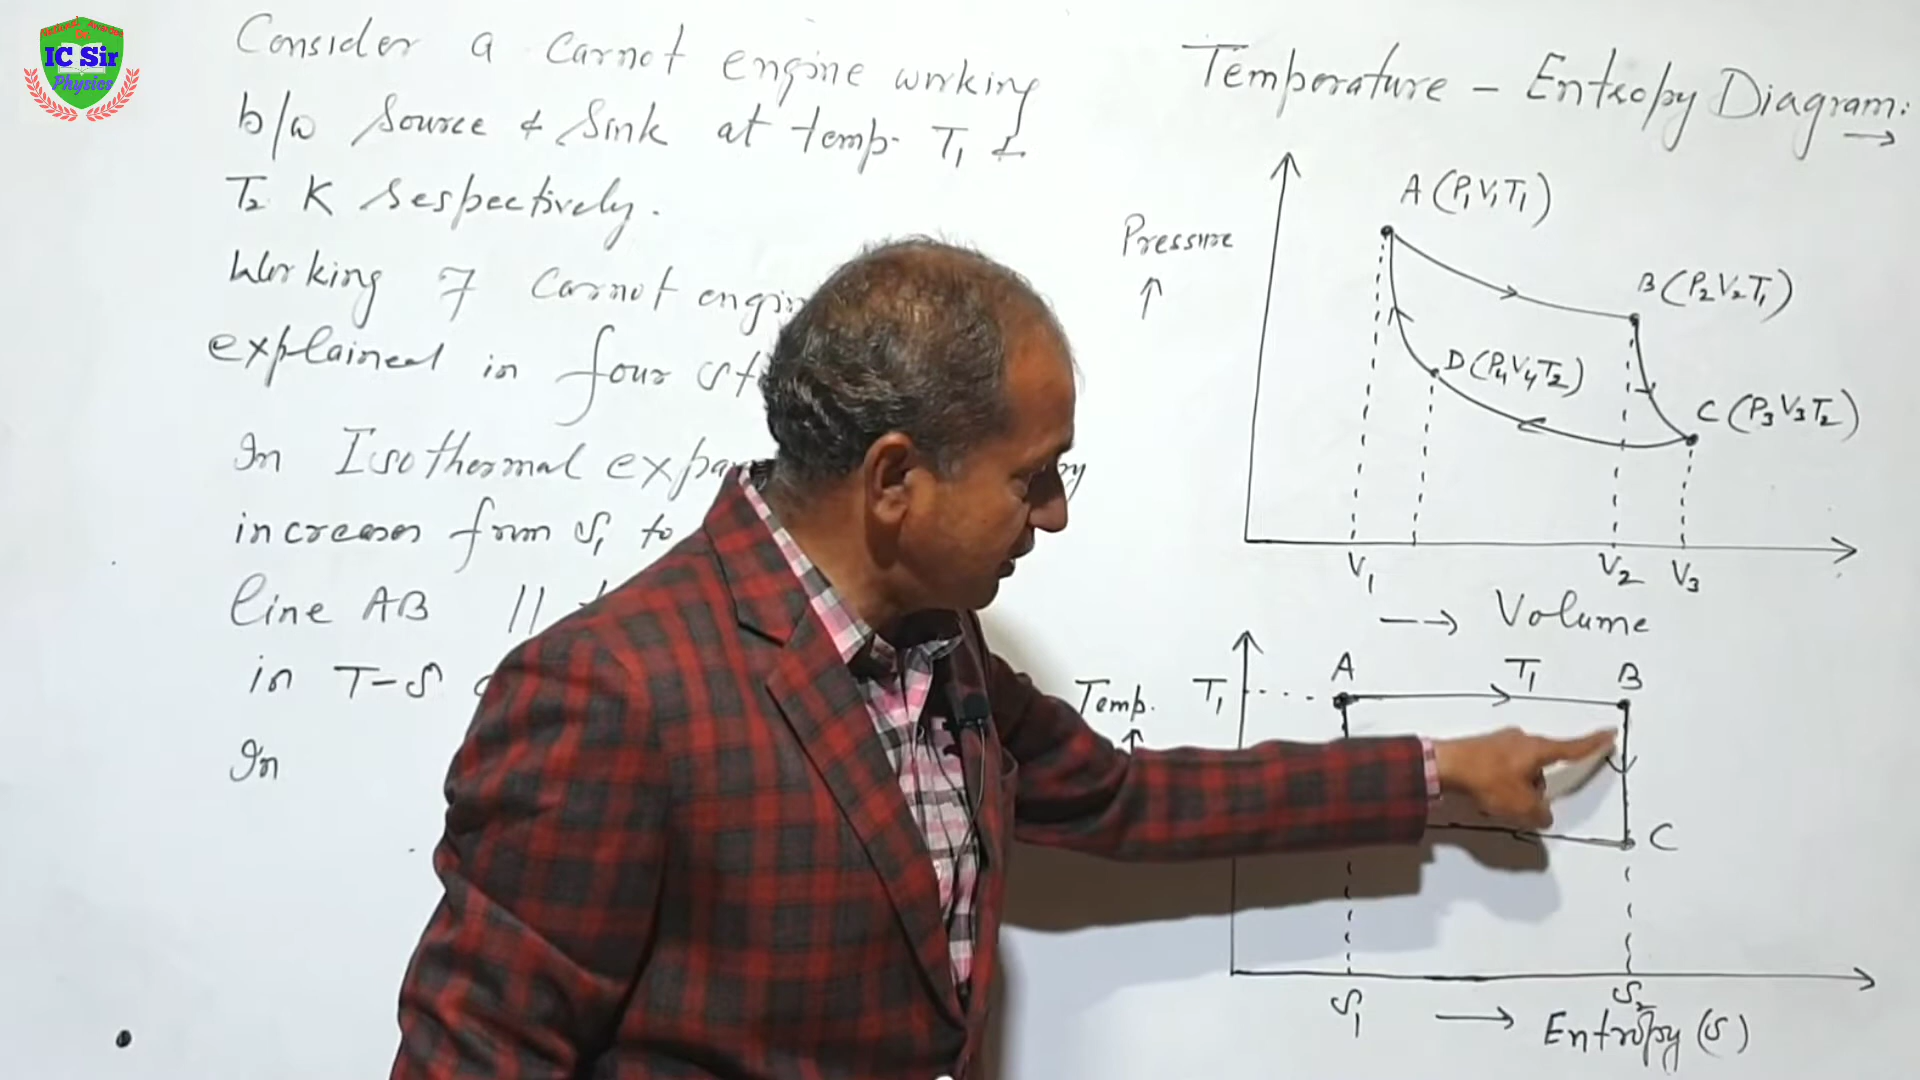 IC Sir
Physics
Consider a Carnot engine working
b/w Source & Sink at temp. T₁ &
T₂ K respectively.
Working of Carnot
explained in four
In Isothermal
increases from S₁ to
line AB ||
in T-S
In
Temperature - Entropy Diagram:
→
A (P₁V₁T₁)
Pressure
↑
B (P₂V₂T₁)
D (P₄V₄T₂)
C (P₃V₃T₂)
V₁ V₂ V₃
→ Volume
A T₁ B
Temp. T₁
↑
C
S₁ S₂
→ Entropy (S)